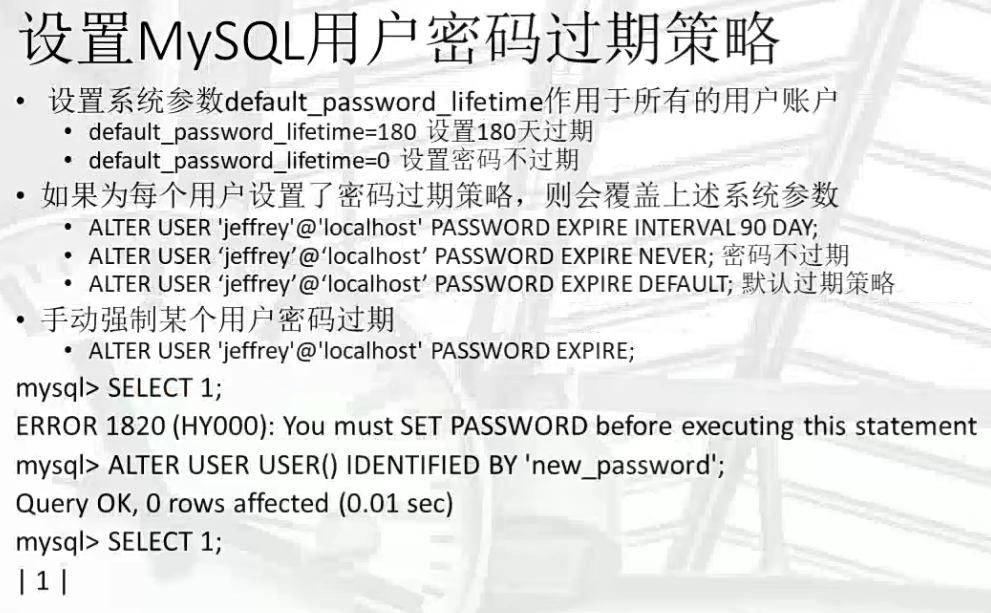 设置MySQL用户密码过期策略
• 设置系统参数default_password_lifetime作用于所有的用户账户
• default_password_lifetime=180 设置180天过期
• default_password_lifetime=0 设置密码不过期
• 如果为每个用户设置了密码过期策略，则会覆盖上述系统参数
• ALTER USER 'jeffrey'@'localhost' PASSWORD EXPIRE INTERVAL 90 DAY;
• ALTER USER ‘jeffrey’@‘localhost’ PASSWORD EXPIRE NEVER; 密码不过期
• ALTER USER ‘jeffrey’@‘localhost’ PASSWORD EXPIRE DEFAULT; 默认过期策略
• 手动强制某个用户密码过期
• ALTER USER 'jeffrey'@'localhost' PASSWORD EXPIRE;
mysql> SELECT 1;
ERROR 1820 (HY000): You must SET PASSWORD before executing this statement
mysql> ALTER USER USER() IDENTIFIED BY 'new_password';
Query OK, 0 rows affected (0.01 sec)
mysql> SELECT 1;
| 1 |